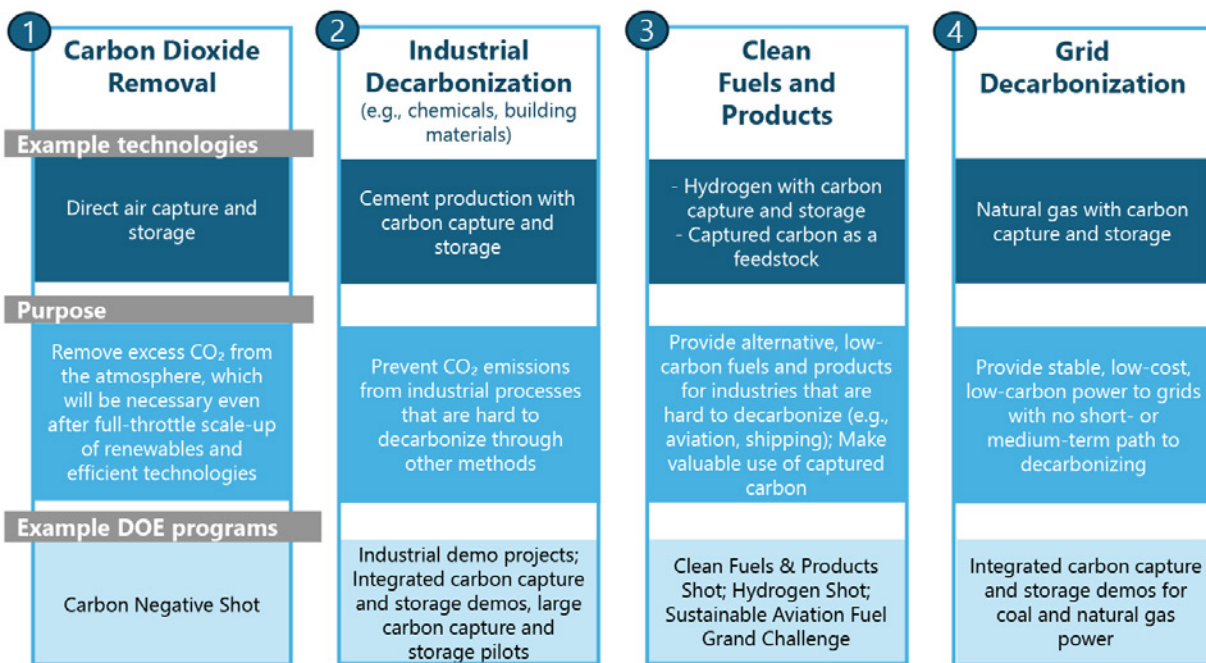 1
Carbon Dioxide
Removal
2
Industrial
Decarbonization
(e.g., chemicals, building
materials)
3
Clean
Fuels and
Products
4
Grid
Decarbonization
Example technologies
Direct air capture and
storage
Cement production with
carbon capture and
storage
- Hydrogen with carbon
capture and storage
- Captured carbon as a
feedstock
Natural gas with carbon
capture and storage
Purpose
Remove excess CO₂ from
the atmosphere, which
will be necessary even
after full-throttle scale-up
of renewables and
efficient technologies
Prevent CO₂ emissions
from industrial processes
that are hard to
decarbonize through
other methods
Provide alternative, low-
carbon fuels and products
for industries that are
hard to decarbonize (e.g.,
aviation, shipping); Make
valuable use of captured
carbon
Provide stable, low-cost,
low-carbon power to grids
with no short- or
medium-term path to
decarbonizing
Example DOE programs
Carbon Negative Shot
Industrial demo projects;
Integrated carbon capture
and storage demos, large
carbon capture and
storage pilots
Clean Fuels & Products
Shot; Hydrogen Shot;
Sustainable Aviation Fuel
Grand Challenge
Integrated carbon capture
and storage demos for
coal and natural gas
power